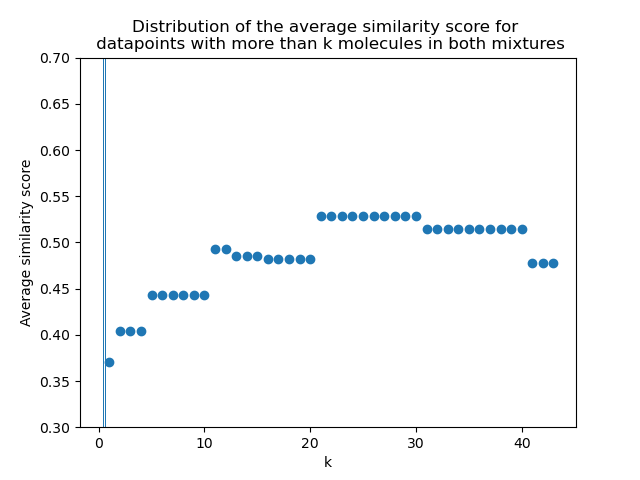 Distribution of the average similarity score for
datapoints with more than k molecules in both mixtures
0.70
0.65
0.60
0.55
0.50
0.45
0.40
0.35
0.30
Average similarity score
0 10 20 30 40
k